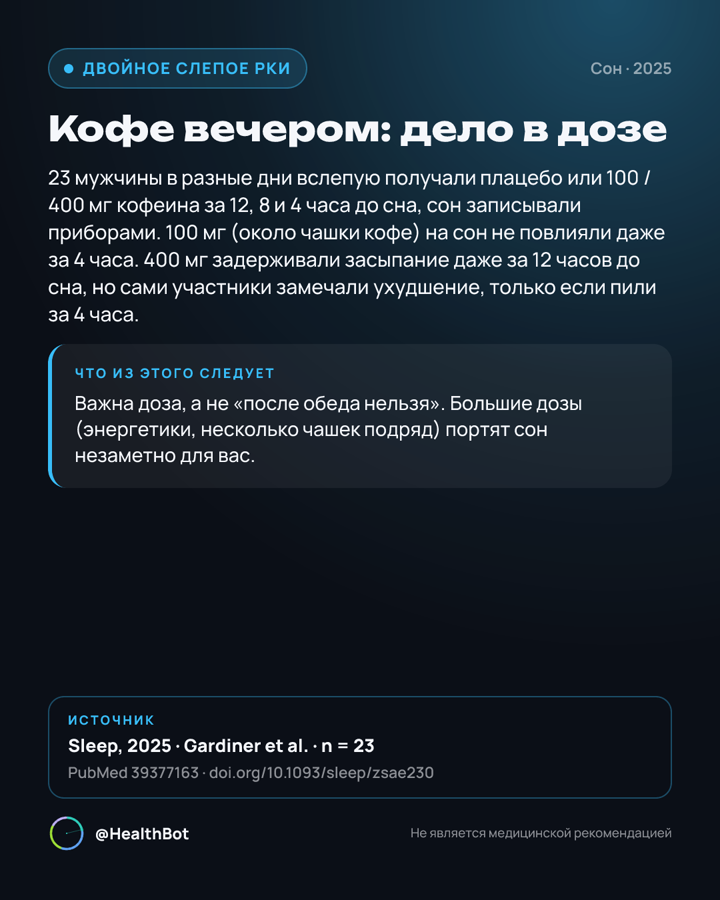 ДВОЙНОЕ СЛЕПОЕ РКИ
Сон · 2025
Кофе вечером: дело в дозе
23 мужчины в разные дни вслепую получали плацебо или 100 /
400 мг кофеина за 12, 8 и 4 часа до сна, сон записывали
приборами. 100 мг (около чашки кофе) на сон не повлияли даже
за 4 часа. 400 мг задерживали засыпание даже за 12 часов до
сна, но сами участники замечали ухудшение, только если пили
за 4 часа.
ЧТО ИЗ ЭТОГО СЛЕДУЕТ
Важна доза, а не «после обеда нельзя». Большие дозы
(энергетики, несколько чашек подряд) портят сон
незаметно для вас.
ИСТОЧНИК
Sleep, 2025 · Gardiner et al. · n = 23
PubMed 39377163 · doi.org/10.1093/sleep/zsae230
@HealthBot
Не является медицинской рекомендацией